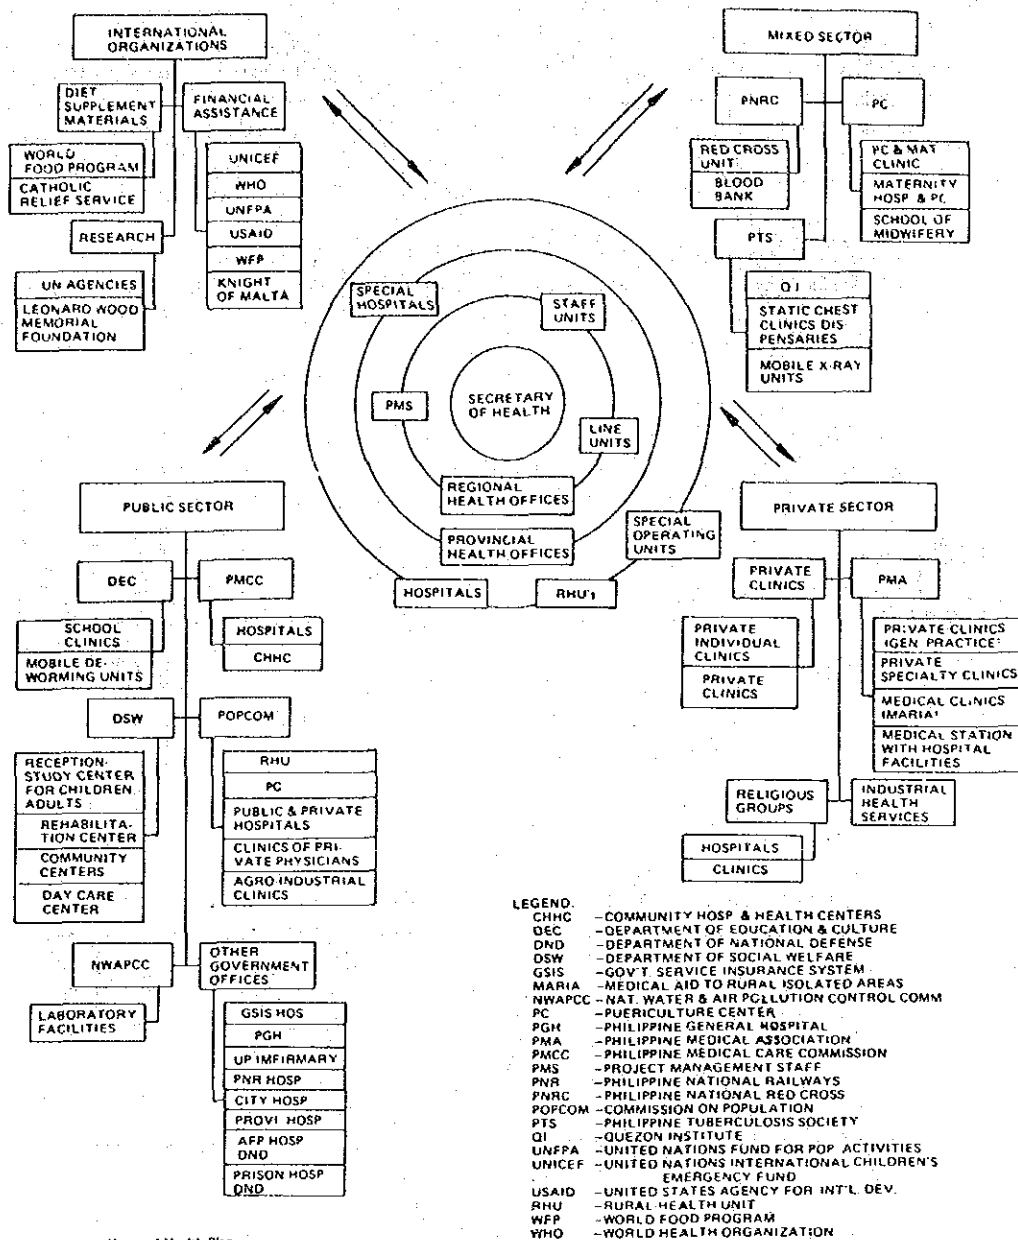 INTERNATIONAL
ORGANIZATIONS
DIET
SUPPLEMENT
MATERIALS
FINANCIAL
ASSISTANCE
WORLD
FOOD PROGRAM
CATHOLIC
RELIEF SERVICE
RESEARCH
UN AGENCIES
LEONARD WOOD
MEMORIAL
FOUNDATION
UNICEF
WHO
UNFPA
USAID
WFP
KNIGHT
OF MALTA
MIXED SECTOR
PNRC
PC
RED CROSS
UNIT
BLOOD
BANK
PC & MAT
CLINIC
MATERNITY
HOSP & PC
SCHOOL OF
MIDWIFERY
PTS
Q I
STATIC CHEST
CLINICS DIS
PENSARIES
MOBILE X-RAY
UNITS
SPECIAL
HOSPITALS
STAFF
UNITS
PMS
SECRETARY
OF HEALTH
LINE
UNITS
REGIONAL
HEALTH OFFICES
PROVINCIAL
HEALTH OFFICES
SPECIAL
OPERATING
UNITS
HOSPITALS
RHU's
PUBLIC SECTOR
DEC
PMCC
SCHOOL
CLINICS
MOBILE DE-
WORMING UNITS
HOSPITALS
CHHC
DSW
POPCOM
RECEPTION-
STUDY CENTER
FOR CHILDREN
ADULTS
REHABILITA-
TION CENTER
COMMUNITY
CENTERS
DAY CARE
CENTER
RHU
PC
PUBLIC & PRIVATE
HOSPITALS
CLINICS OF PRI-
VATE PHYSICIANS
AGRO-INDUSTRIAL
CLINICS
NWAPCC
OTHER
GOVERNMENT
OFFICES
LABORATORY
FACILITIES
GSIS HOS
PGH
UP IMFIRMARY
PNR HOSP
CITY HOSP
PROVI HOSP
AFP HOSP
DND
PRISON HOSP
DND
PRIVATE SECTOR
PRIVATE
CLINICS
PMA
PRIVATE
INDIVIDUAL
CLINICS
PRIVATE
CLINICS
PRIVATE CLINICS
(GEN. PRACTICE)
PRIVATE
SPECIALTY CLINICS
MEDICAL CLINICS
(MARIA)
MEDICAL STATION
WITH HOSPITAL
FACILITIES
RELIGIOUS
GROUPS
INDUSTRIAL
HEALTH
SERVICES
HOSPITALS
CLINICS
LEGEND.
CHHC – COMMUNITY HOSP & HEALTH CENTERS
DEC – DEPARTMENT OF EDUCATION & CULTURE
DND – DEPARTMENT OF NATIONAL DEFENSE
DSW – DEPARTMENT OF SOCIAL WELFARE
GSIS – GOV'T. SERVICE INSURANCE SYSTEM
MARIA – MEDICAL AID TO RURAL ISOLATED AREAS
NWAPCC – NAT. WATER & AIR POLLUTION CONTROL COMM
PC – PUERICULTURE CENTER
PGH – PHILIPPINE GENERAL HOSPITAL
PMA – PHILIPPINE MEDICAL ASSOCIATION
PMCC – PHILIPPINE MEDICAL CARE COMMISSION
PMS – PROJECT MANAGEMENT STAFF
PNR – PHILIPPINE NATIONAL RAILWAYS
PNRC – PHILIPPINE NATIONAL RED CROSS
POPCOM – COMMISSION ON POPULATION
PTS – PHILIPPINE TUBERCULOSIS SOCIETY
QI – QUEZON INSTITUTE
UNFPA – UNITED NATIONS FUND FOR POP ACTIVITIES
UNICEF – UNITED NATIONS INTERNATIONAL CHILDREN'S
EMERGENCY FUND
USAID – UNITED STATES AGENCY FOR INT'L. DEV.
RHU – RURAL HEALTH UNIT
WFP – WORLD FOOD PROGRAM
WHO – WORLD HEALTH ORGANIZATION